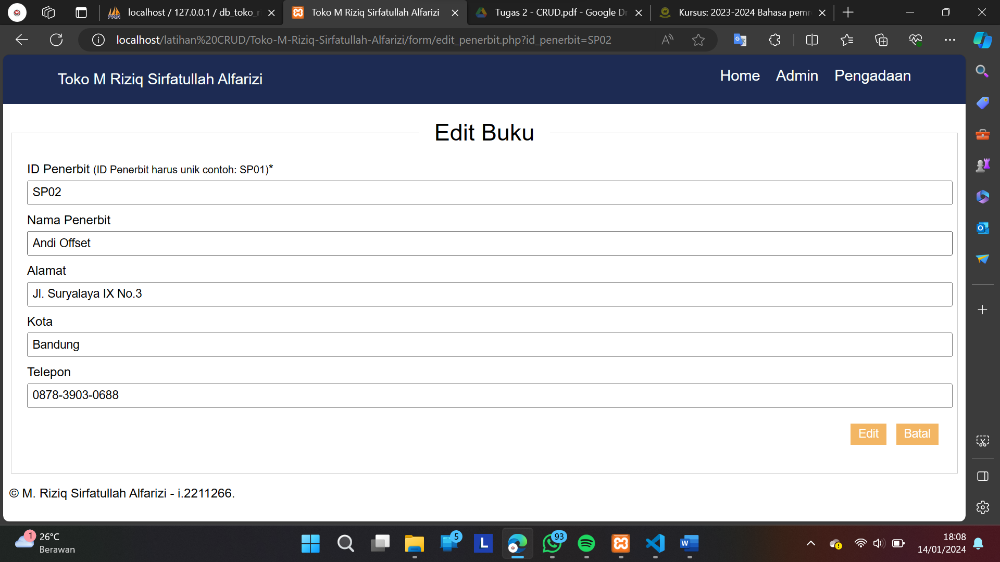 localhost / 127.0.0.1 / db_toko_r
Toko M Riziq Sirfatullah Alfarizi
Tugas 2 - CRUD.pdf - Google Dr
Kursus: 2023-2024 Bahasa pemr
localhost/latihan%20CRUD/Toko-M-Riziq-Sirfatullah-Alfarizi/form/edit_penerbit.php?id_penerbit=SP02
Toko M Riziq Sirfatullah Alfarizi
Home Admin Pengadaan
Edit Buku
ID Penerbit (ID Penerbit harus unik contoh: SP01)*
SP02
Nama Penerbit
Andi Offset
Alamat
Jl. Suryalaya IX No.3
Kota
Bandung
Telepon
0878-3903-0688
Edit Batal
© M. Riziq Sirfatullah Alfarizi - i.2211266.
1
26°C
Berawan
5
L
93
W
18:08
14/01/2024